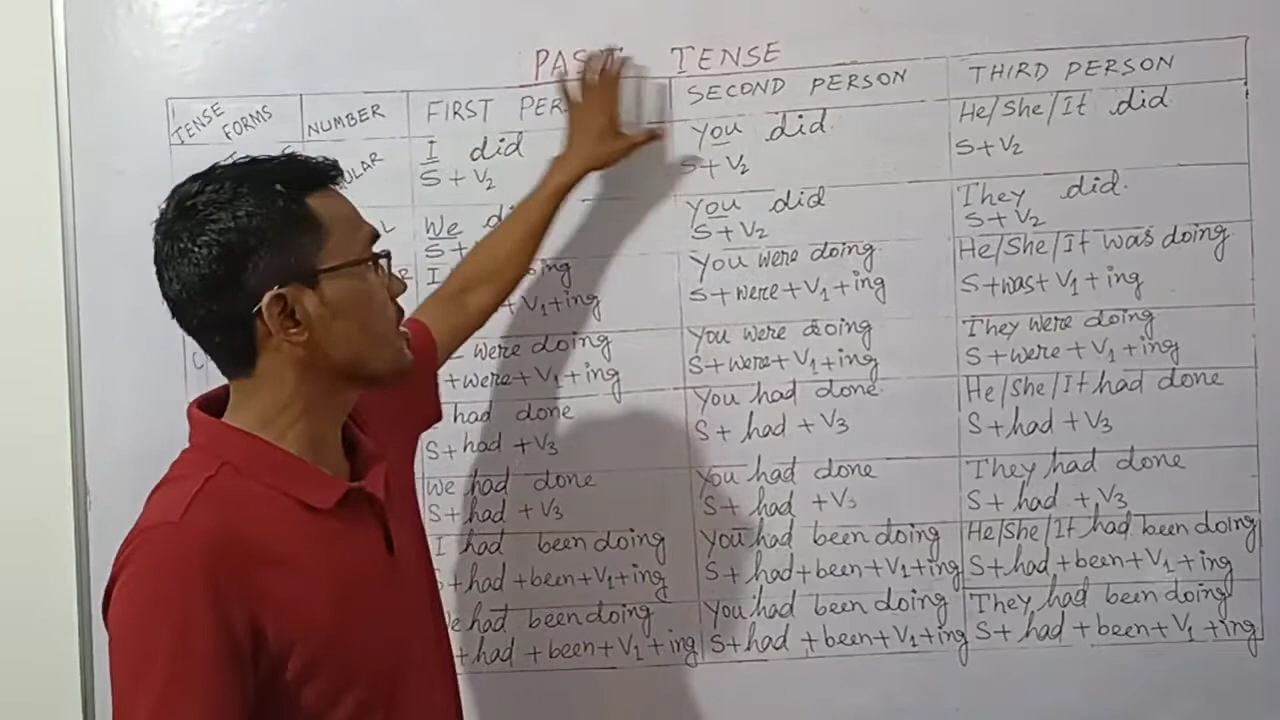 PAST TENSE
TENSE FORMS NUMBER FIRST SECOND PERSON THIRD PERSON
I did
S + V2
You did
S + V2
He/She/It did
S + V2
We
You did
S + V2
They did.
S + V2
I
+ V1 + ing
You were doing
S + were + V1 + ing
He/She/It was doing
S + was + V1 + ing
were doing
+ were + V1 + ing
You were doing
S + were + V1 + ing
They were doing
S + were + V1 + ing
had done
S + had + V3
You had done
S + had + V3
He/She/It had done
S + had + V3
We had done
S + had + V3
You had done
S + had + V3
They had done
S + had + V3
I had been doing
S + had + been + V1 + ing
You had been doing
S + had + been + V1 + ing
He/She/It had been doing
S + had + been + V1 + ing
had been doing
+ had + been + V1 + ing
You had been doing
S + had + been + V1 + ing
They had been doing
S + had + been + V1 + ing